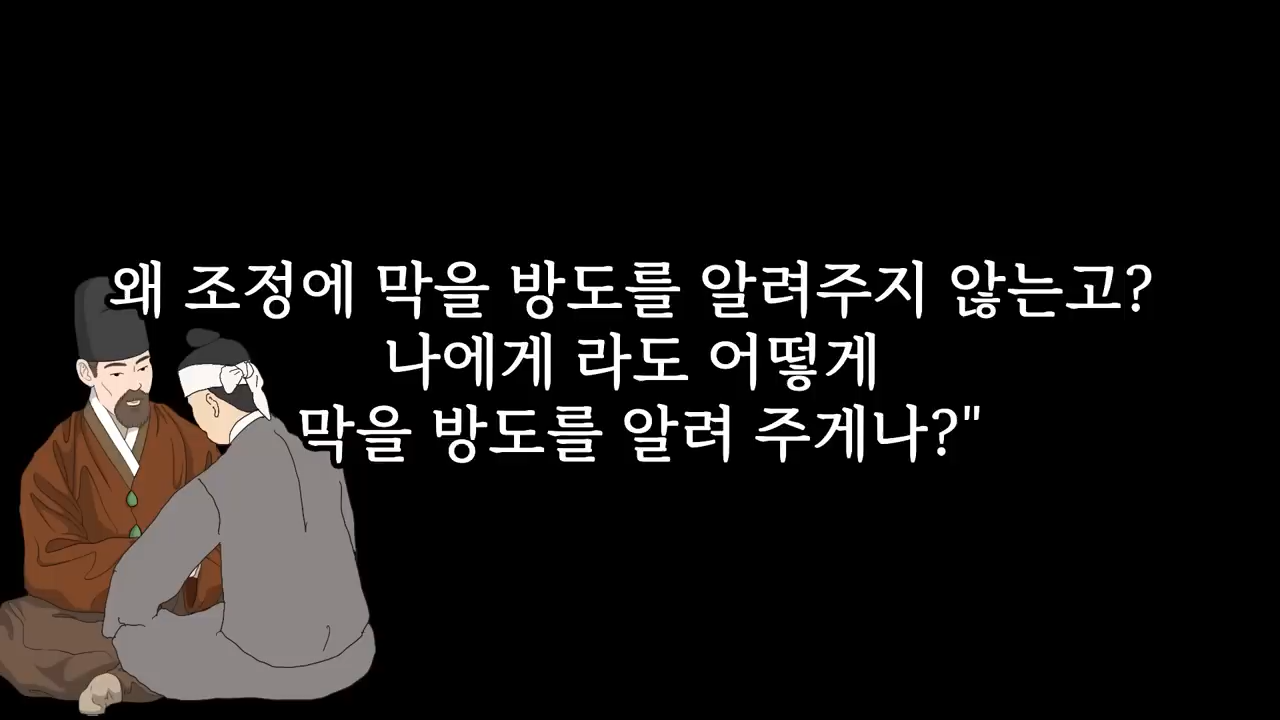 왜 조정에 막을 방도를 알려주지 않는고?
나에게 라도 어떻게
막을 방도를 알려 주게나?"